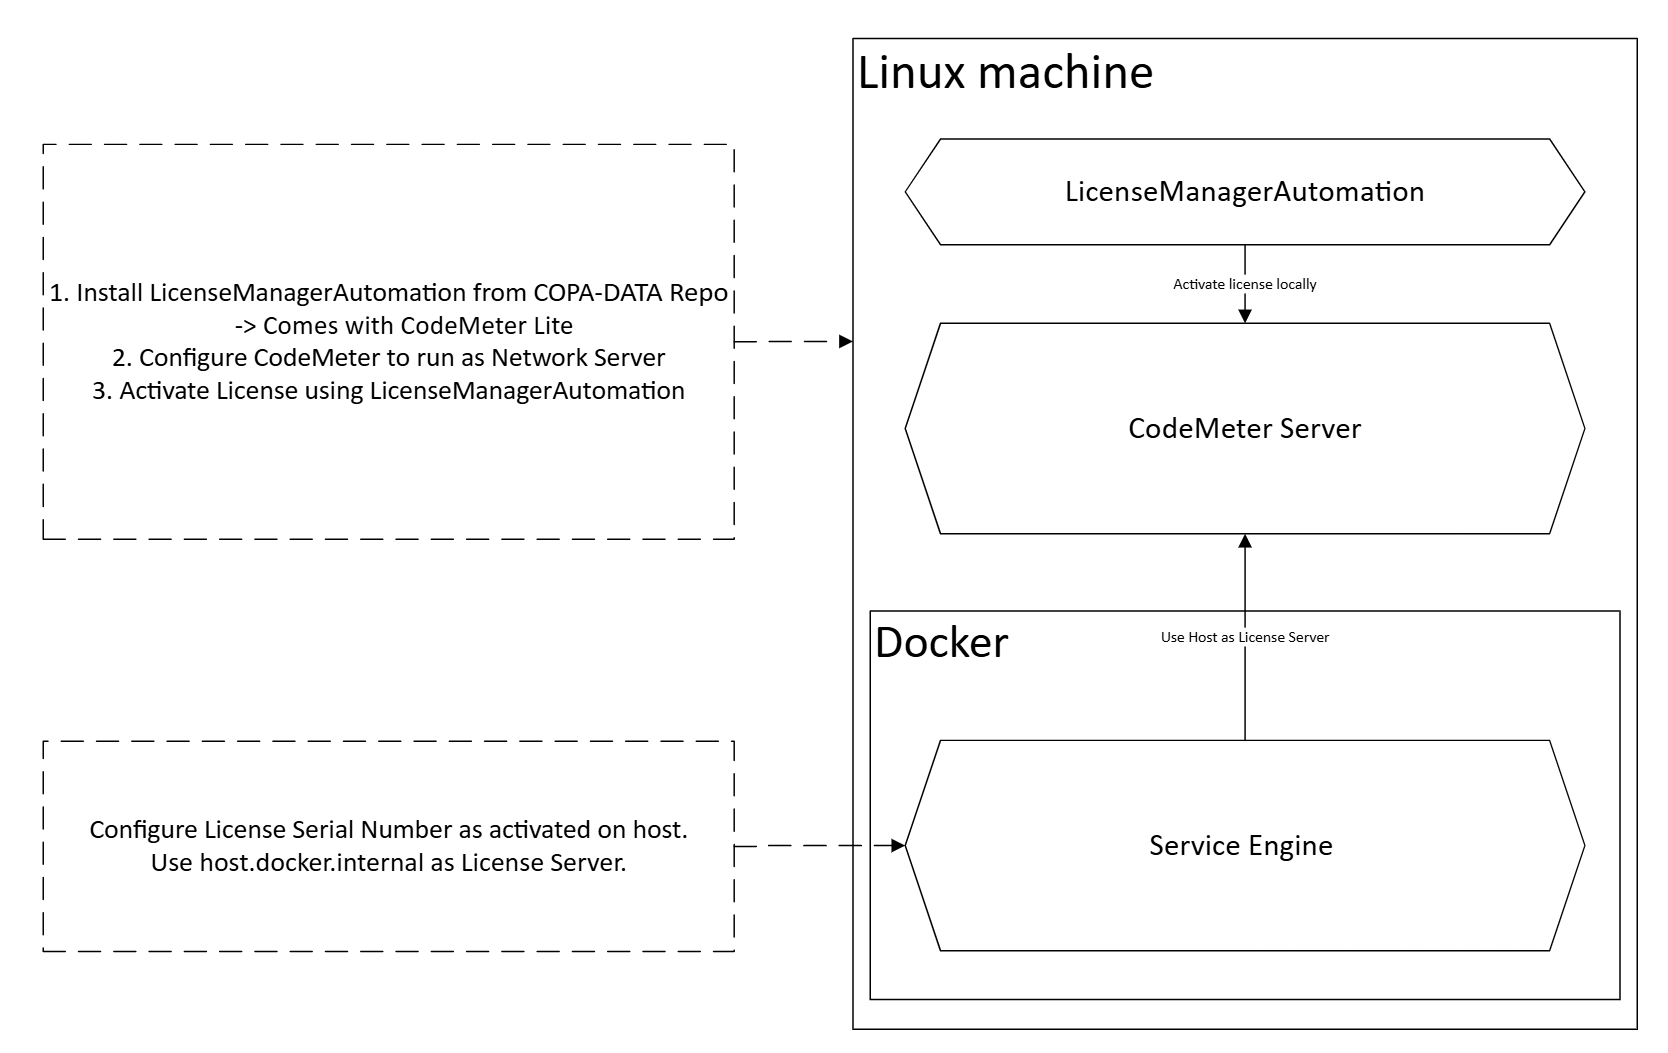 Linux machine
LicenseManagerAutomation
Activate license locally
CodeMeter Server
1. Install LicenseManagerAutomation from COPA-DATA Repo
-> Comes with CodeMeter Lite
2. Configure CodeMeter to run as Network Server
3. Activate License using LicenseManagerAutomation
Docker
Use Host as License Server
Service Engine
Configure License Serial Number as activated on host.
Use host.docker.internal as License Server.